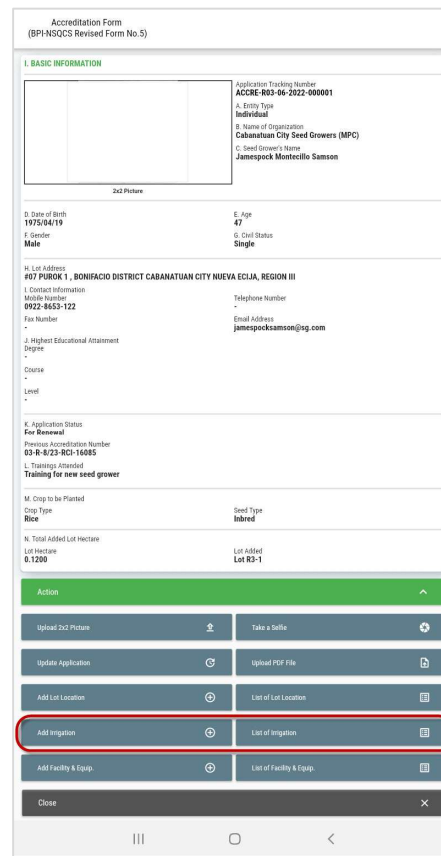 Accreditation Form
(BPI-NSQCS Revised Form No.5)
I. BASIC INFORMATION
Application Tracking Number
ACCRE-R03-06-2022-000001
A. Entity Type
Individual
B. Name of Organization
Cabanatuan City Seed Growers (MPC)
C. Seed Grower's Name
Jamespock Montecillo Samson
2x2 Picture
D. Date of Birth
1975/04/19
E. Age
47
F. Gender
Male
G. Civil Status
Single
H. Lot Address
#07 PUROK 1 , BONIFACIO DISTRICT CABANATUAN CITY NUEVA ECIJA, REGION III
I. Contact Information
Mobile Number
0922-8653-122
Telephone Number
-
Fax Number
-
Email Address
jamespocksamson@sg.com
J. Highest Educational Attainment
Degree
-
Course
-
Level
-
K. Application Status
For Renewal
Previous Accreditation Number
03-R-8/23-RCI-16085
L. Trainings Attended
Training for new seed grower
M. Crop to be Planted
Crop Type
Rice
Seed Type
Inbred
N. Total Added Lot Hectare
Lot Hectare
0.1200
Lot Added
Lot R3-1
Action
Upload 2x2 Picture
Take a Selfie
Update Application
Upload PDF File
Add Lot Location
List of Lot Location
Add Irrigation
List of Irrigation
Add Facility & Equip.
List of Facility & Equip.
Close